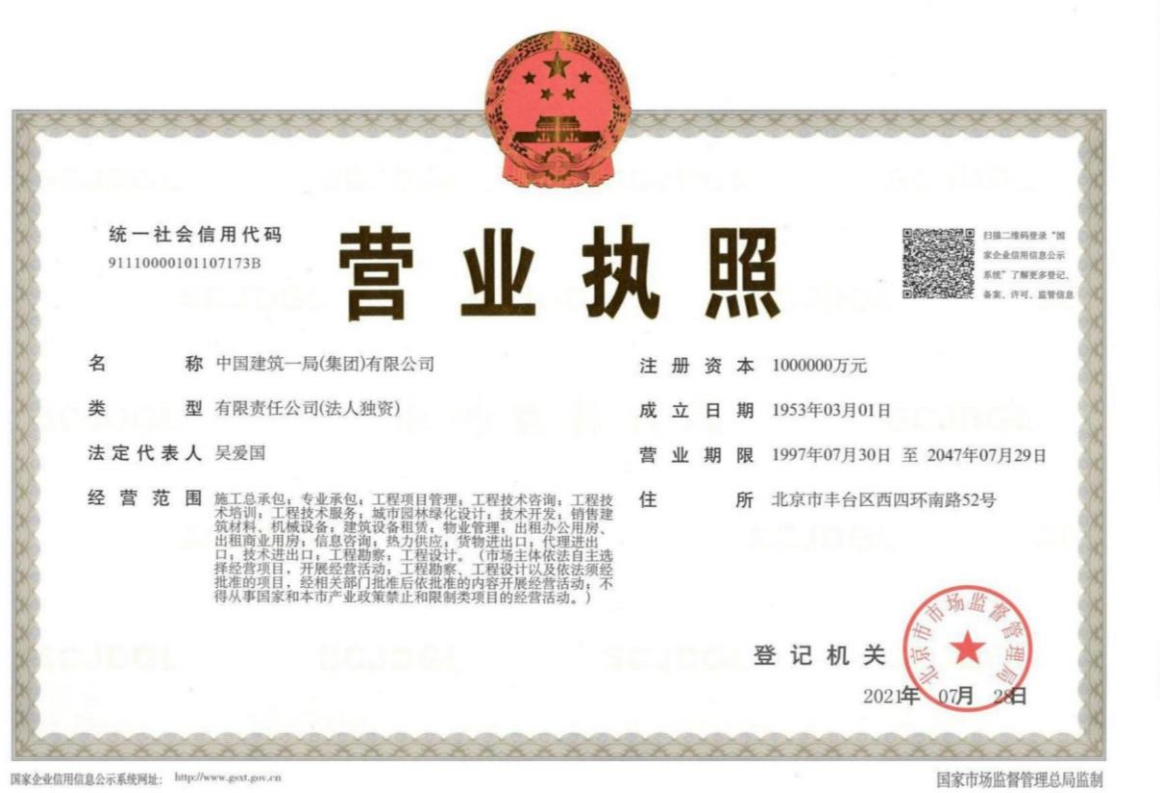 统一社会信用代码
91110000101107173B
营业执照
扫描二维码登录“国
家企业信用信息公示
系统”了解更多登记、
备案、许可、监管信息
名称 中国建筑一局(集团)有限公司
类型 有限责任公司(法人独资)
法定代表人 吴爱国
经营范围 施工总承包；专业承包；工程项目管理；工程技术咨询；工程技
术培训；工程技术服务；城市园林绿化设计；技术开发；销售建
筑材料、机械设备；建筑设备租赁；物业管理；出租办公用房、
出租商业用房；信息咨询；热力供应；货物进出口；代理进出
口；技术进出口；工程勘察；工程设计。（市场主体依法自主选
择经营项目，开展经营活动；工程勘察、工程设计以及依法须经
批准的项目，经相关部门批准后依批准的内容开展经营活动；不
得从事国家和本市产业政策禁止和限制类项目的经营活动。）
注册资本 1000000万元
成立日期 1953年03月01日
营业期限 1997年07月30日 至 2047年07月29日
住所 北京市丰台区西四环南路52号
登记机关
北京市市场监督管理局
2021年 07月 28日
国家企业信用信息公示系统网址： http://www.gsxt.gov.cn
国家市场监督管理总局监制